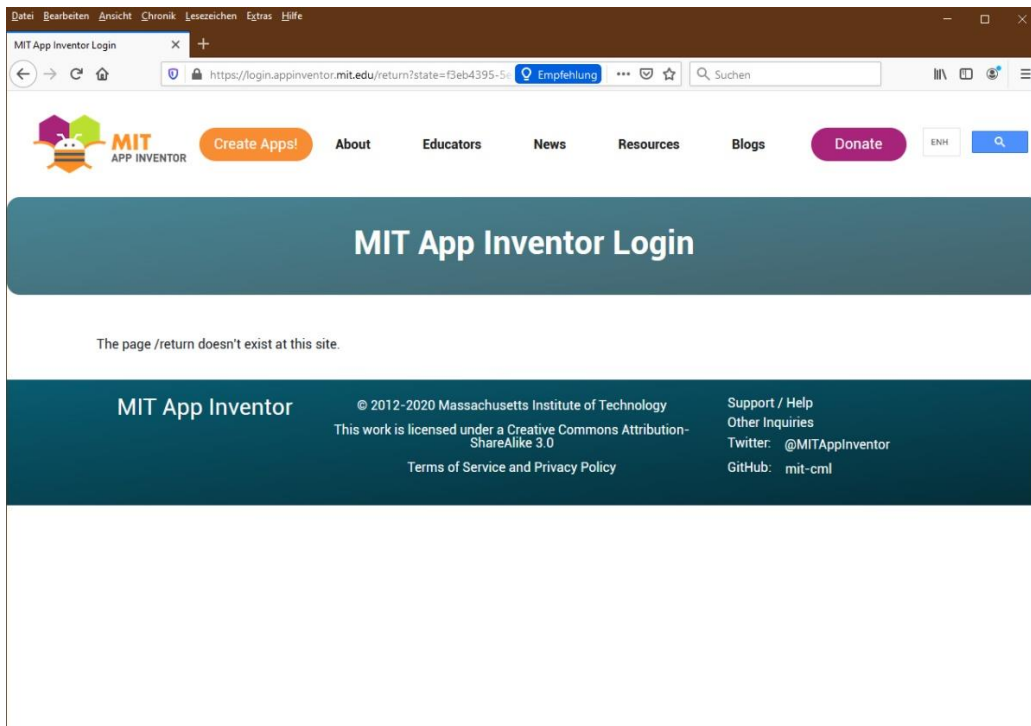 Datei Bearbeiten Ansicht Chronik Lesezeichen Extras Hilfe
MIT App Inventor Login
https://login.appinventor.mit.edu/return?state=f3eb4395-5e Empfehlung Suchen
MIT
APP INVENTOR
Create Apps! About Educators News Resources Blogs Donate ENH
MIT App Inventor Login
The page /return doesn't exist at this site.
MIT App Inventor
© 2012-2020 Massachusetts Institute of Technology
This work is licensed under a Creative Commons Attribution-
ShareAlike 3.0
Terms of Service and Privacy Policy
Support / Help
Other Inquiries
Twitter: @MITAppInventor
GitHub: mit-cml